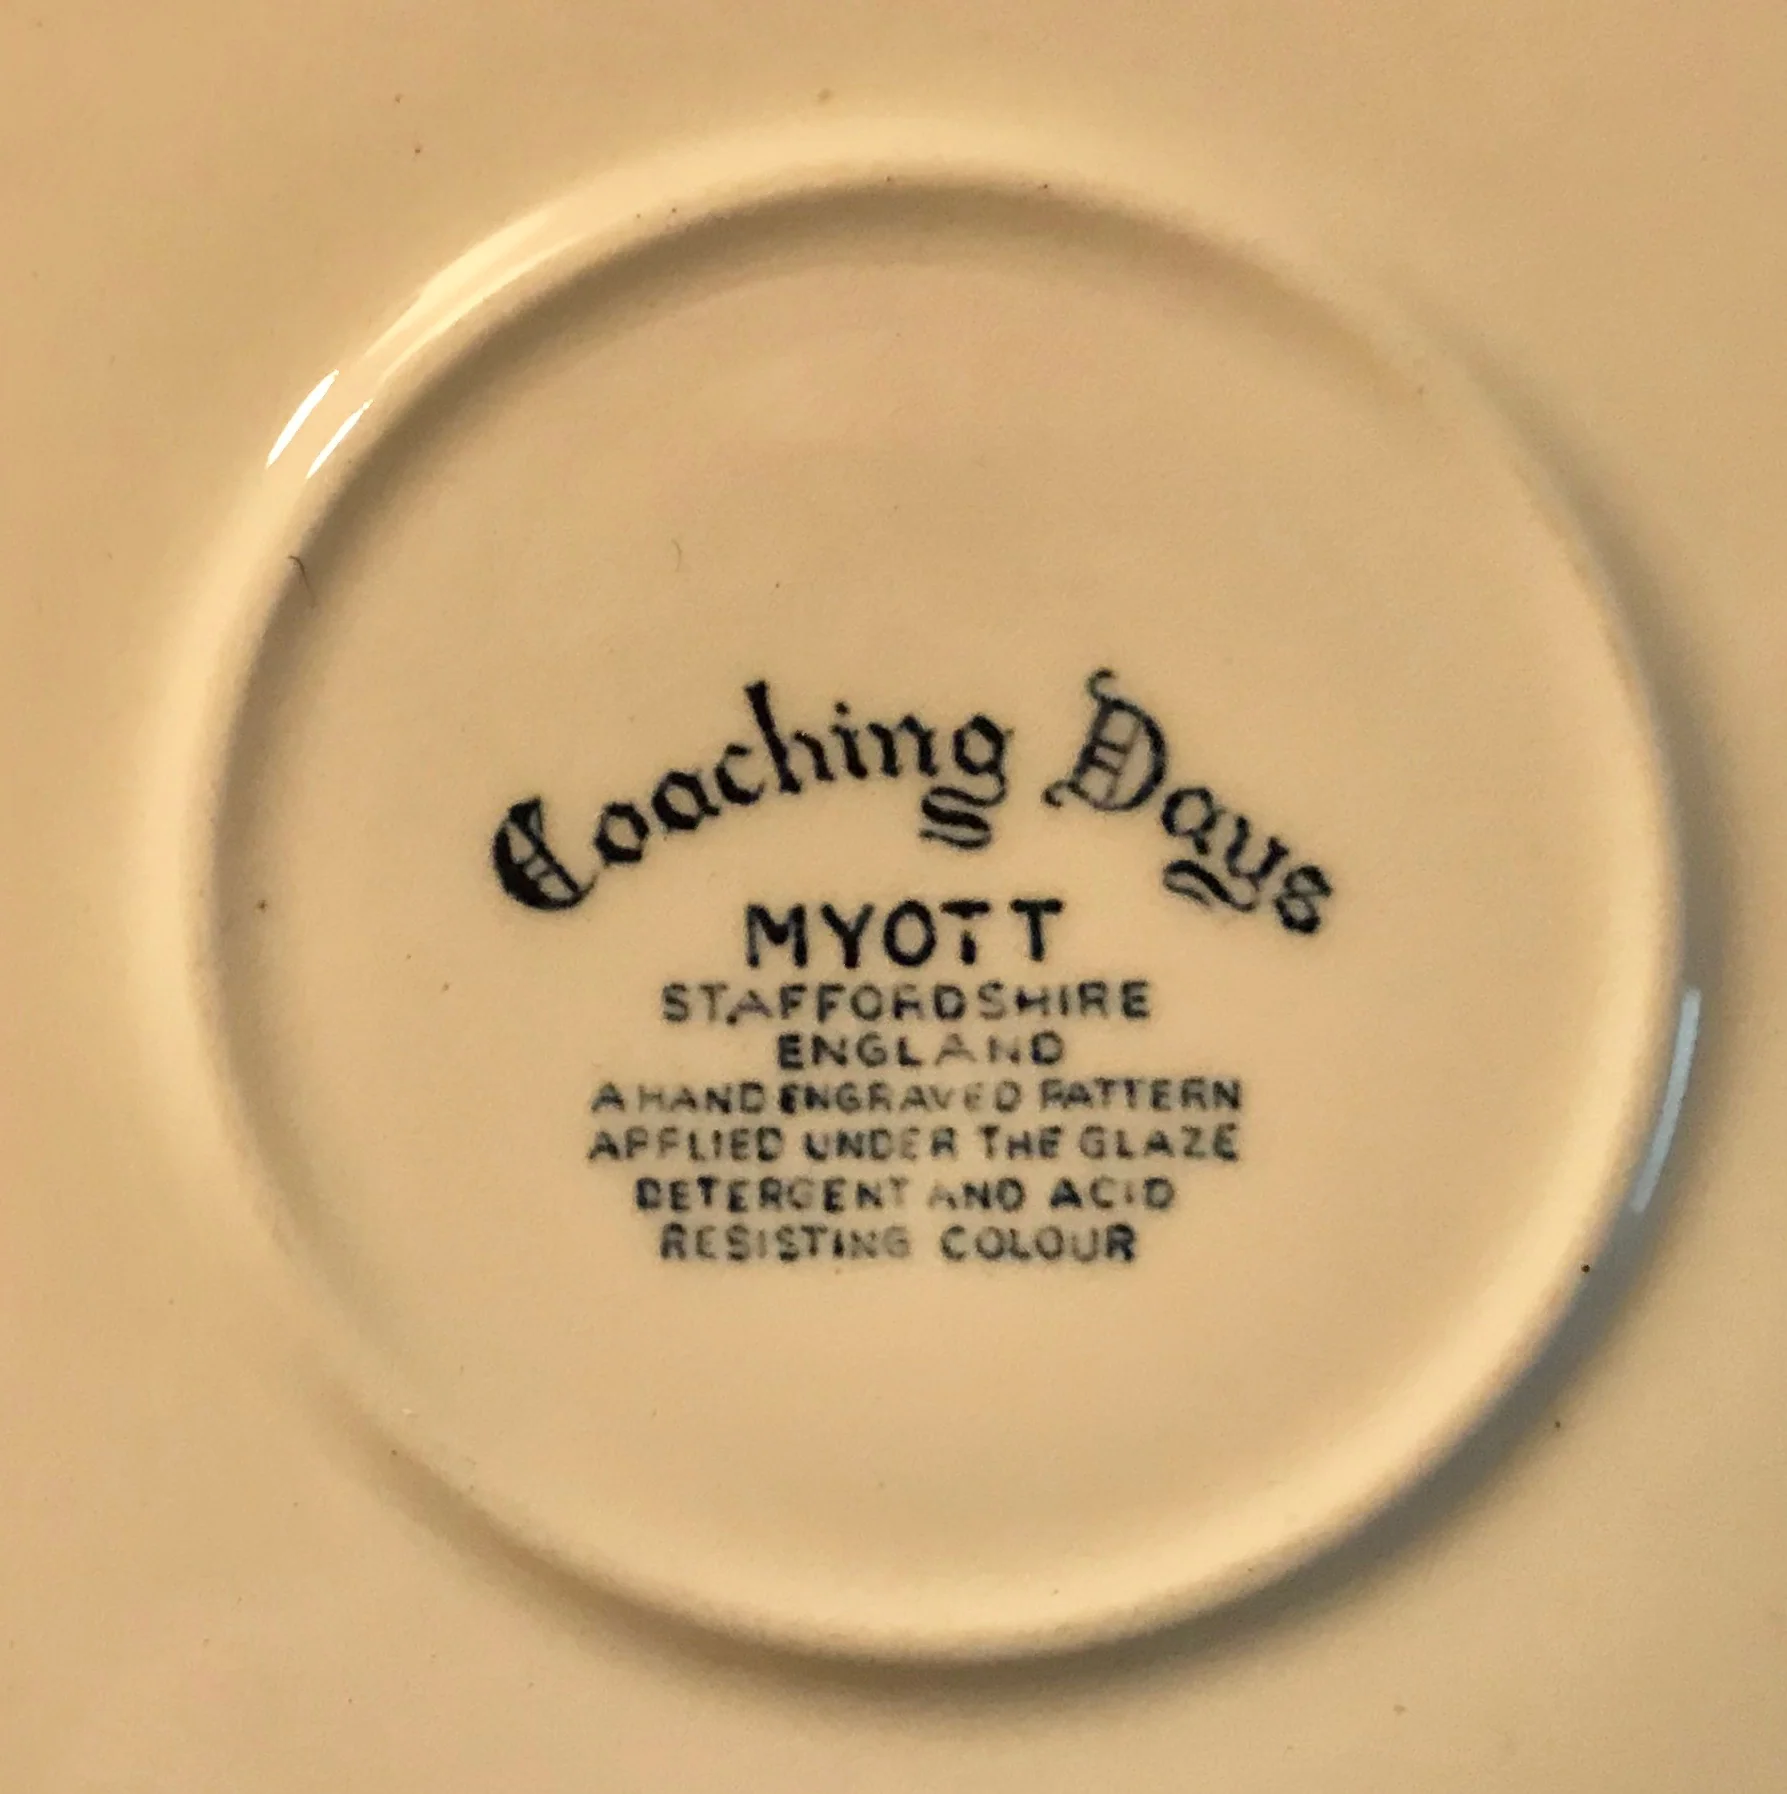 Coaching Days
MYOTT
STAFFORDSHIRE
ENGLAND
A HAND ENGRAVED PATTERN
APPLIED UNDER THE GLAZE
DETERGENT AND ACID
RESISTING COLOUR